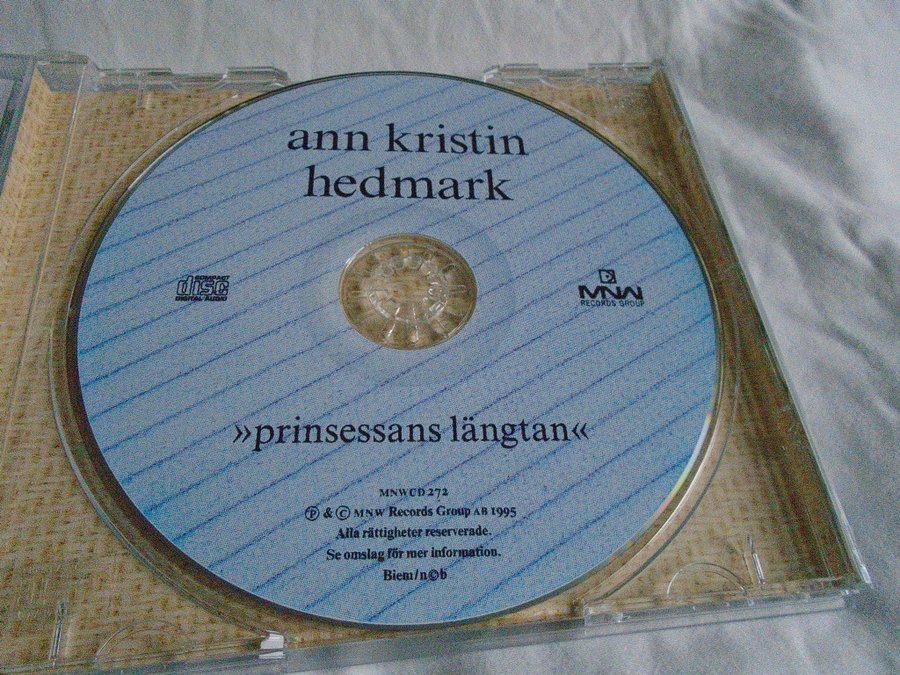 ann kristin
hedmark
COMPACT
disc
DIGITAL AUDIO
MNW
RECORDS GROUP
»prinsessans längtan«
MNWCD 272
Ⓟ & © MNW Records Group AB 1995
Alla rättigheter reserverade.
Se omslag för mer information.
Biem/n©b